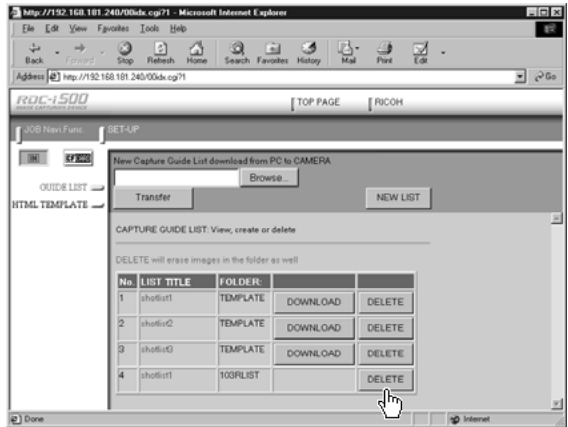 http://192.168.181.240/00idx.cgi?1 - Microsoft Internet Explorer
File Edit View Favorites Tools Help
Back Forward Stop Refresh Home Search Favorites History Mail Print Edit
Address http://192.168.181.240/00idx.cgi?1 Go
RDC-i500 TOP PAGE RICOH
IMAGE CAPTURING DEVICE
JOB Navi.Func. SET-UP
New Capture Guide List download from PC to CAMERA
Browse...
GUIDE LIST
Transfer NEW LIST
HTML TEMPLATE
CAPTURE GUIDE LIST: View, create or delete
DELETE will erase images in the folder as well
No. LIST TITLE FOLDER:
1 shotlist1 TEMPLATE DOWNLOAD DELETE
2 shotlist2 TEMPLATE DOWNLOAD DELETE
3 shotlist3 TEMPLATE DOWNLOAD DELETE
4 shotlist1 103RLIST DELETE
Done Internet